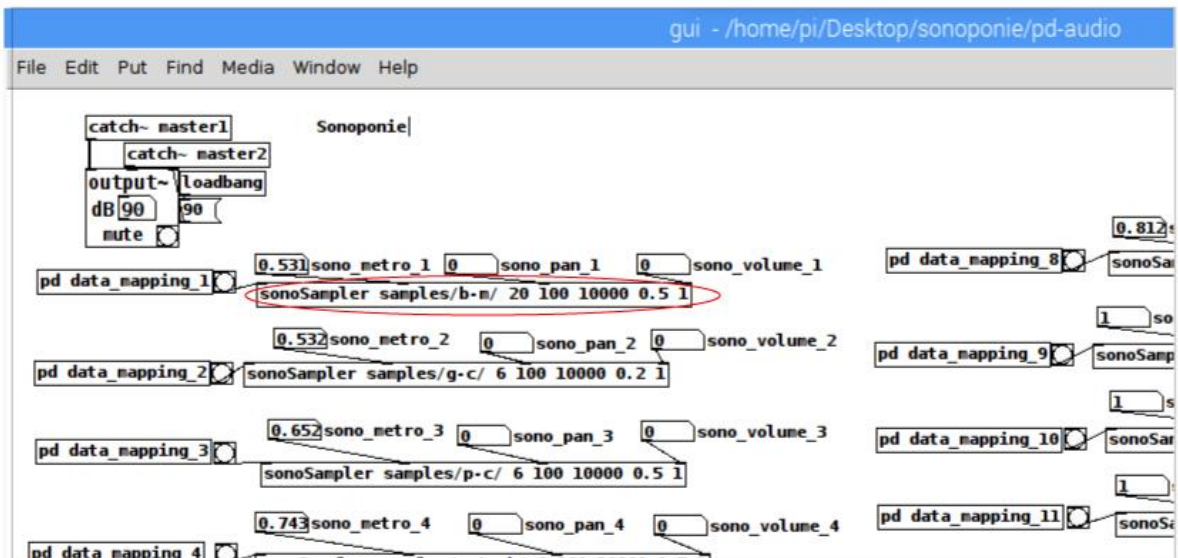 gui - /home/pi/Desktop/sonoponie/pd-audio
File Edit Put Find Media Window Help
catch~ master1
Sonoponie
catch~ master2
output~ loadbang
dB 90 90
mute
0.812
0.531 sono_metro_1 0 sono_pan_1 0 sono_volume_1
pd data_mapping_8
sonoSa
pd data_mapping_1
sonoSampler samples/b-m/ 20 100 10000 0.5 1
1 so
0.532 sono_metro_2 0 sono_pan_2 0 sono_volume_2
pd data_mapping_9 sonoSamp
pd data_mapping_2 sonoSampler samples/g-c/ 6 100 10000 0.2 1
1 s
0.652 sono_metro_3 0 sono_pan_3 0 sono_volume_3
pd data_mapping_10 sonoSa
pd data_mapping_3
sonoSampler samples/p-c/ 6 100 10000 0.5 1
1
0.743 sono_metro_4 0 sono_pan_4 0 sono_volume_4
pd data_mapping_11 sonoSa
pd data_mapping_4